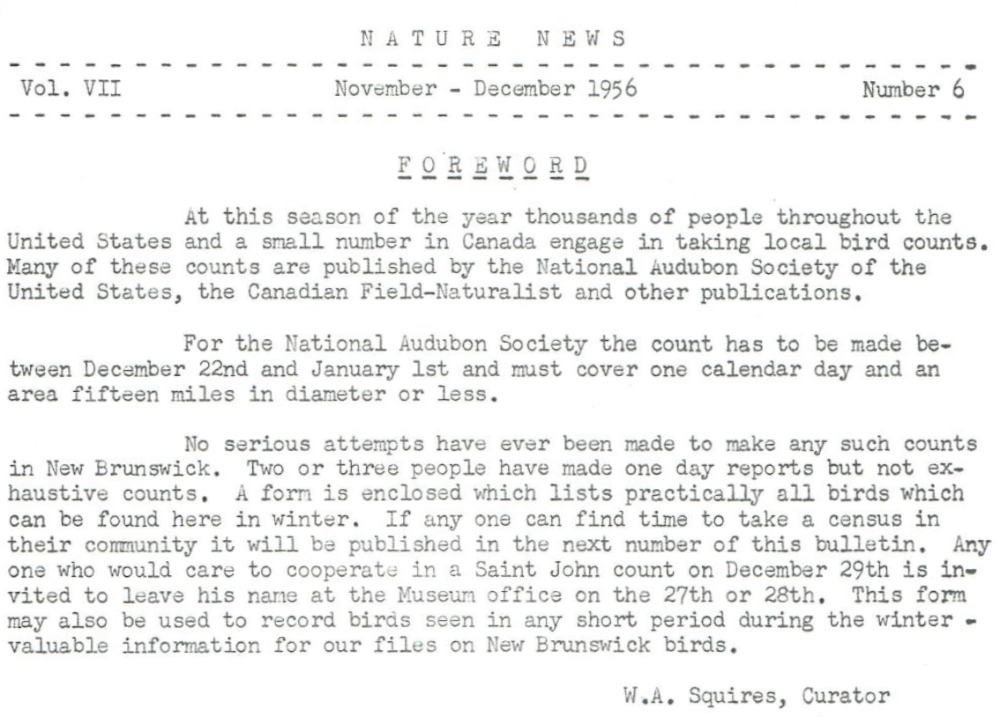 NATURE NEWS
Vol. VII November - December 1956 Number 6
FOREWORD
At this season of the year thousands of people throughout the
United States and a small number in Canada engage in taking local bird counts.
Many of these counts are published by the National Audubon Society of the
United States, the Canadian Field-Naturalist and other publications.
For the National Audubon Society the count has to be made be-
tween December 22nd and January 1st and must cover one calendar day and an
area fifteen miles in diameter or less.
No serious attempts have ever been made to make any such counts
in New Brunswick. Two or three people have made one day reports but not ex-
haustive counts. A form is enclosed which lists practically all birds which
can be found here in winter. If any one can find time to take a census in
their community it will be published in the next number of this bulletin. Any
one who would care to cooperate in a Saint John count on December 29th is in-
vited to leave his name at the Museum office on the 27th or 28th. This form
may also be used to record birds seen in any short period during the winter -
valuable information for our files on New Brunswick birds.
W.A. Squires, Curator